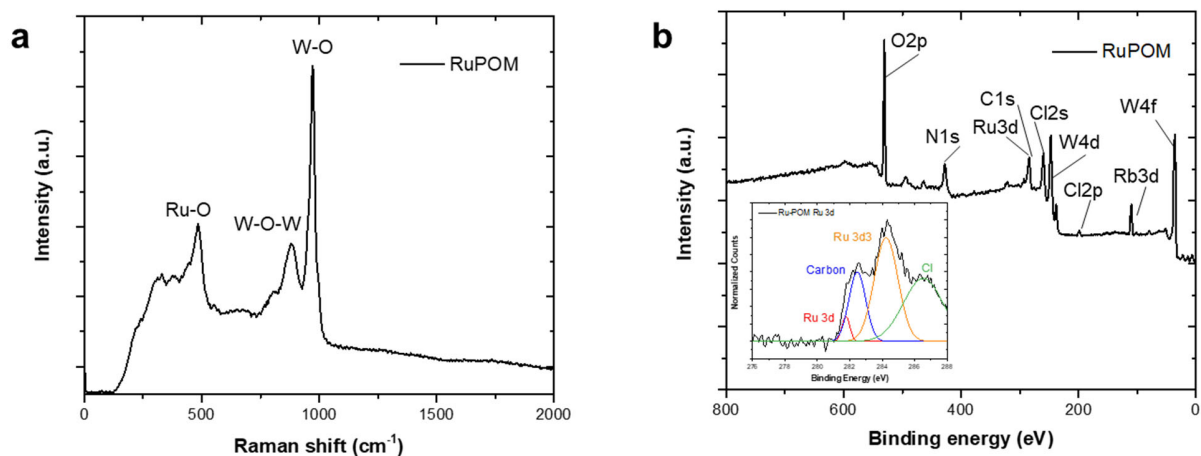 a
W-O
RuPOM
Ru-O
W-O-W
Intensity (a.u.)
0
500
1000
1500
2000
Raman shift (cm⁻¹)
b
O2p
RuPOM
C1s
Cl2s
W4f
N1s
Ru3d
W4d
Cl2p
Rb3d
Intensity (a.u.)
Ru-POM Ru 3d
Ru 3d3
Carbon
Cl
Ru 3d
Normalized Counts
276 278 280 282 284 286 288
Binding Energy (eV)
800 600 400 200 0
Binding energy (eV)